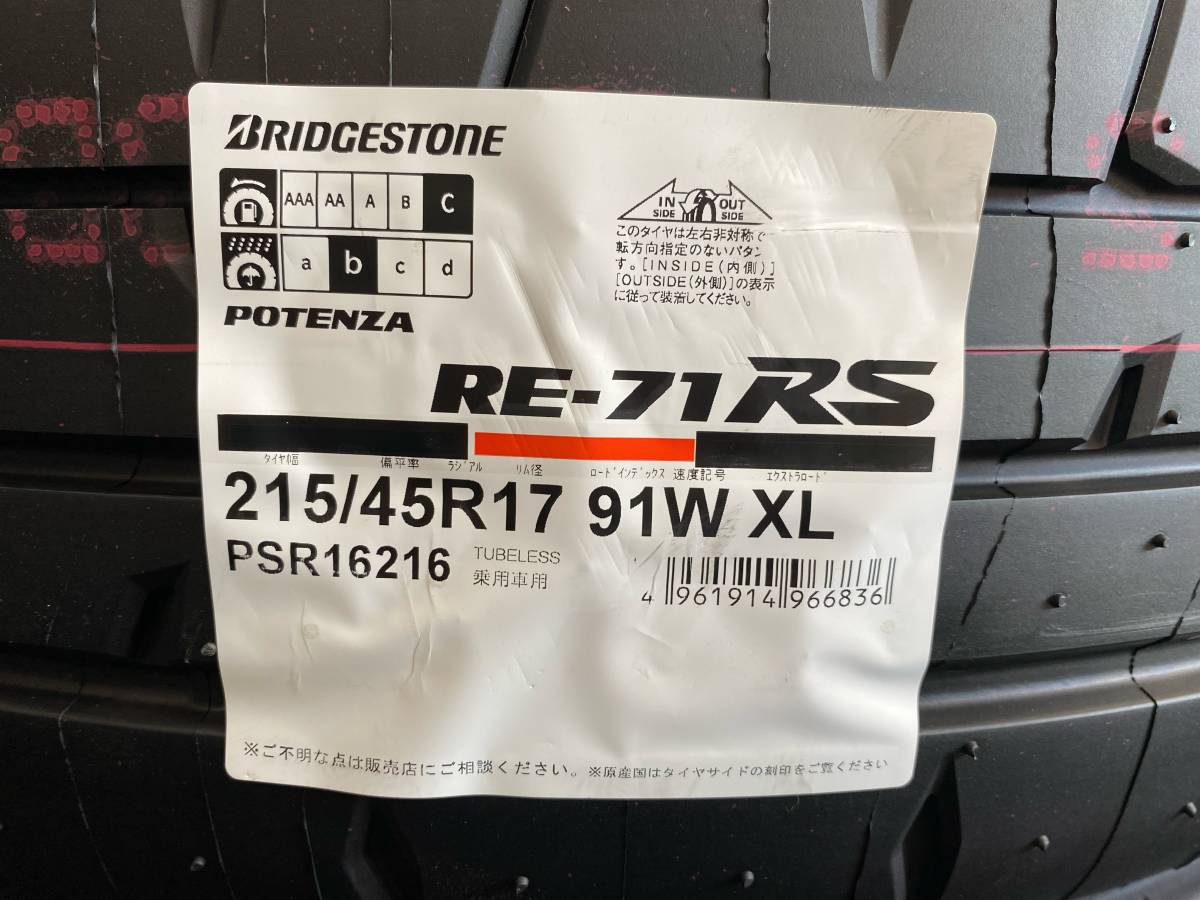 BRIDGESTONE
AAA AA A B C
a b c d
POTENZA
IN SIDE OUT SIDE
このタイヤは左右非対称で
転方向指定のないパタン
す。[INSIDE(内側)]
[OUTSIDE(外側)]の表示
に従って装着してください。
RE-71RS
タイヤ幅 偏平率 ラジアル リム径 ロードインデックス 速度記号 エクストラロード
215/45R17 91W XL
PSR16216 TUBELESS
乗用車用
4 961914 966836
※ご不明な点は販売店にご相談ください。※原産国はタイヤサイドの刻印をご覧ください